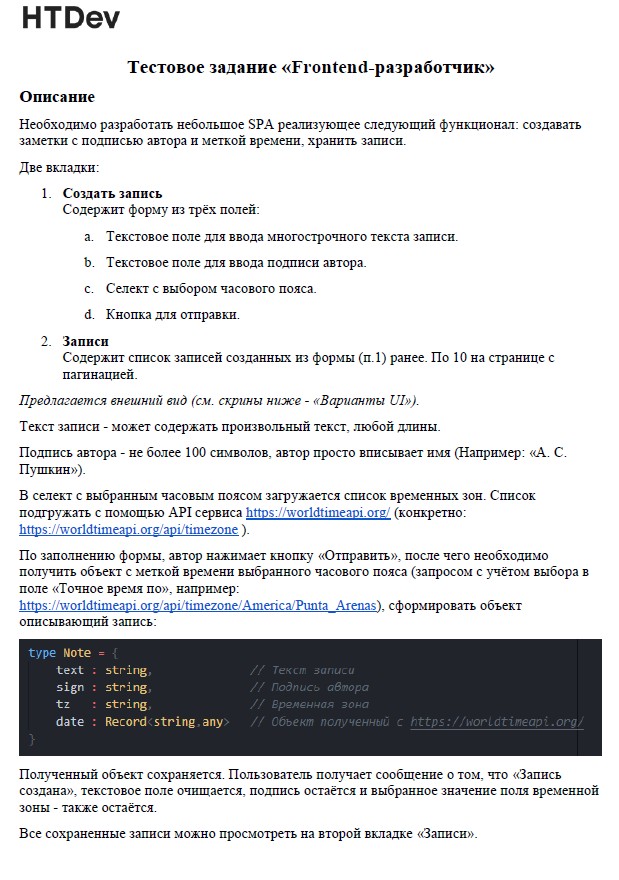 HTDev
Тестовое задание «Frontend-разработчик»
Описание
Необходимо разработать небольшое SPA реализующее следующий функционал: создавать
заметки с подписью автора и меткой времени, хранить записи.
Две вкладки:
1. Создать запись
Содержит форму из трёх полей:
a. Текстовое поле для ввода многострочного текста записи.
b. Текстовое поле для ввода подписи автора.
c. Селект с выбором часового пояса.
d. Кнопка для отправки.
2. Записи
Содержит список записей созданных из формы (п.1) ранее. По 10 на странице с
пагинацией.
Предлагается внешний вид (см. скрины ниже - «Варианты UI»).
Текст записи - может содержать произвольный текст, любой длины.
Подпись автора - не более 100 символов, автор просто вписывает имя (Например: «А. С.
Пушкин»).
В селект с выбранным часовым поясом загружается список временных зон. Список
подгружать с помощью API сервиса https://worldtimeapi.org/ (конкретно:
https://worldtimeapi.org/api/timezone ).
По заполнению формы, автор нажимает кнопку «Отправить», после чего необходимо
получить объект с меткой времени выбранного часового пояса (запросом с учётом выбора в
поле «Точное время по», например:
https://worldtimeapi.org/api/timezone/America/Punta_Arenas), сформировать объект
описывающий запись:
type Note = {
text : string, // Текст записи
sign : string, // Подпись автора
tz : string, // Временная зона
date : Record<string,any> // Объект полученный с https://worldtimeapi.org/
}
Полученный объект сохраняется. Пользователь получает сообщение о том, что «Запись
создана», текстовое поле очищается, подпись остаётся и выбранное значение поля временной
зоны - также остаётся.
Все сохраненные записи можно просмотреть на второй вкладке «Записи».